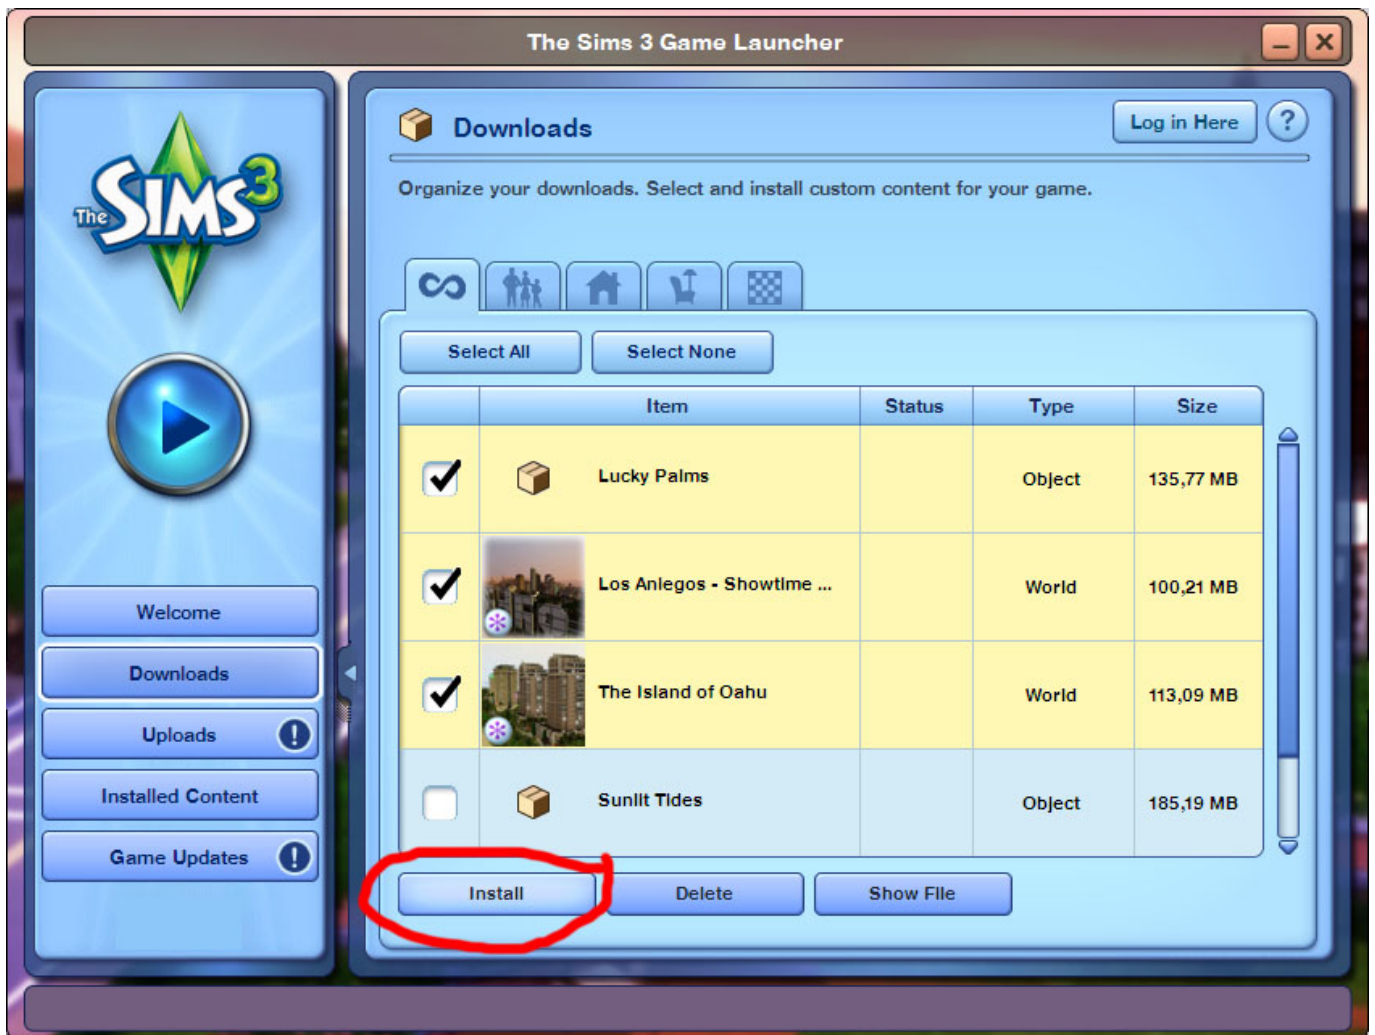 The Sims 3 Game Launcher
The SIMS 3
Downloads
Log in Here
?
Organize your downloads. Select and install custom content for your game.
Select All
Select None
Item Status Type Size
Lucky Palms Object 135,77 MB
Los Aniegos - Showtime ... World 100,21 MB
The Island of Oahu World 113,09 MB
Sunlit Tides Object 185,19 MB
Install
Delete
Show File
Welcome
Downloads
Uploads !
Installed Content
Game Updates !